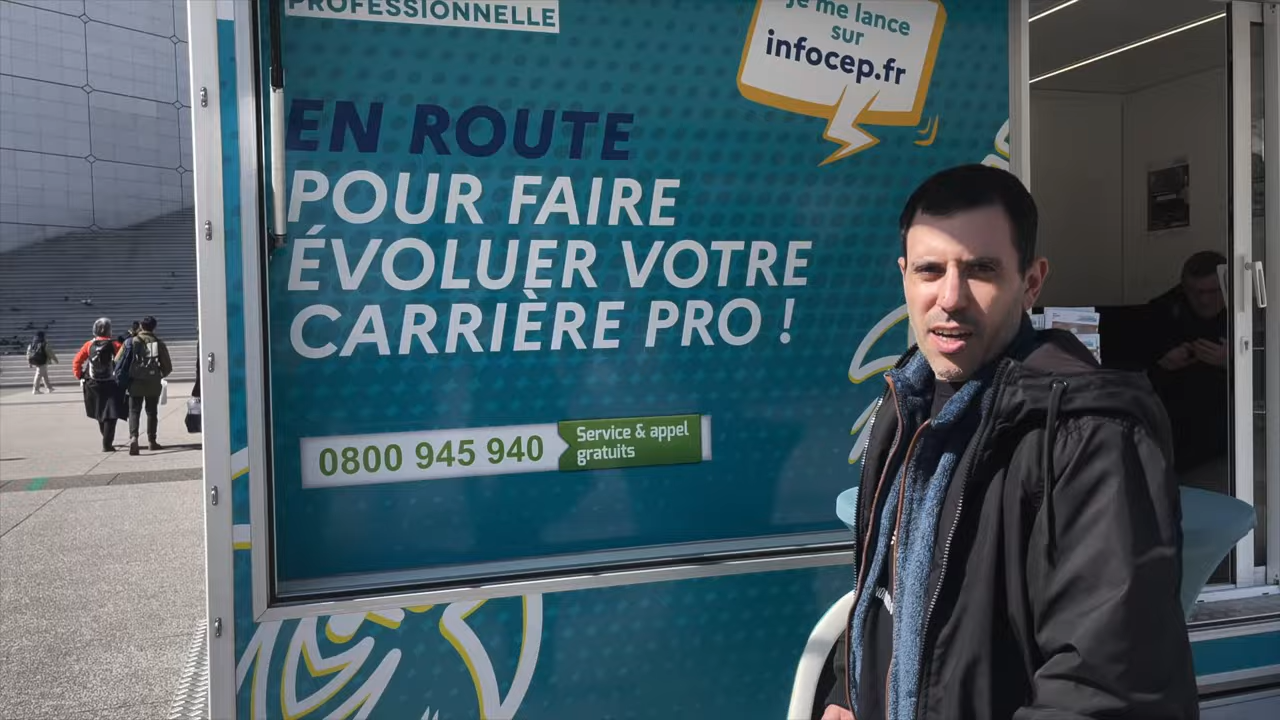 PROFESSIONNELLE
je me lance
sur
infocep.fr
EN ROUTE
POUR FAIRE
ÉVOLUER VOTRE
CARRIÈRE PRO !
0800 945 940
Service & appel
gratuits